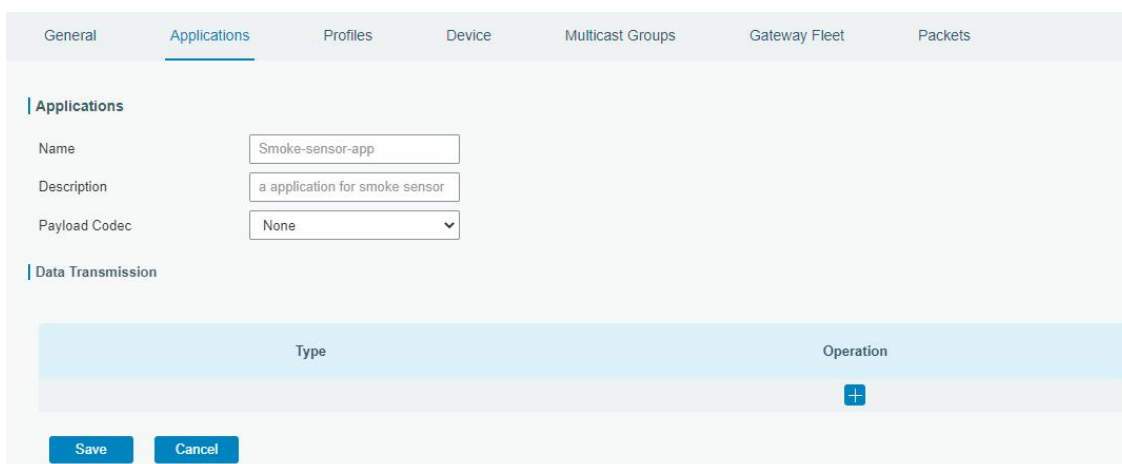 General Applications Profiles Device Multicast Groups Gateway Fleet Packets
Applications
Name Smoke-sensor-app
Description a application for smoke sensor
Payload Codec None
Data Transmission
Type Operation
Save Cancel